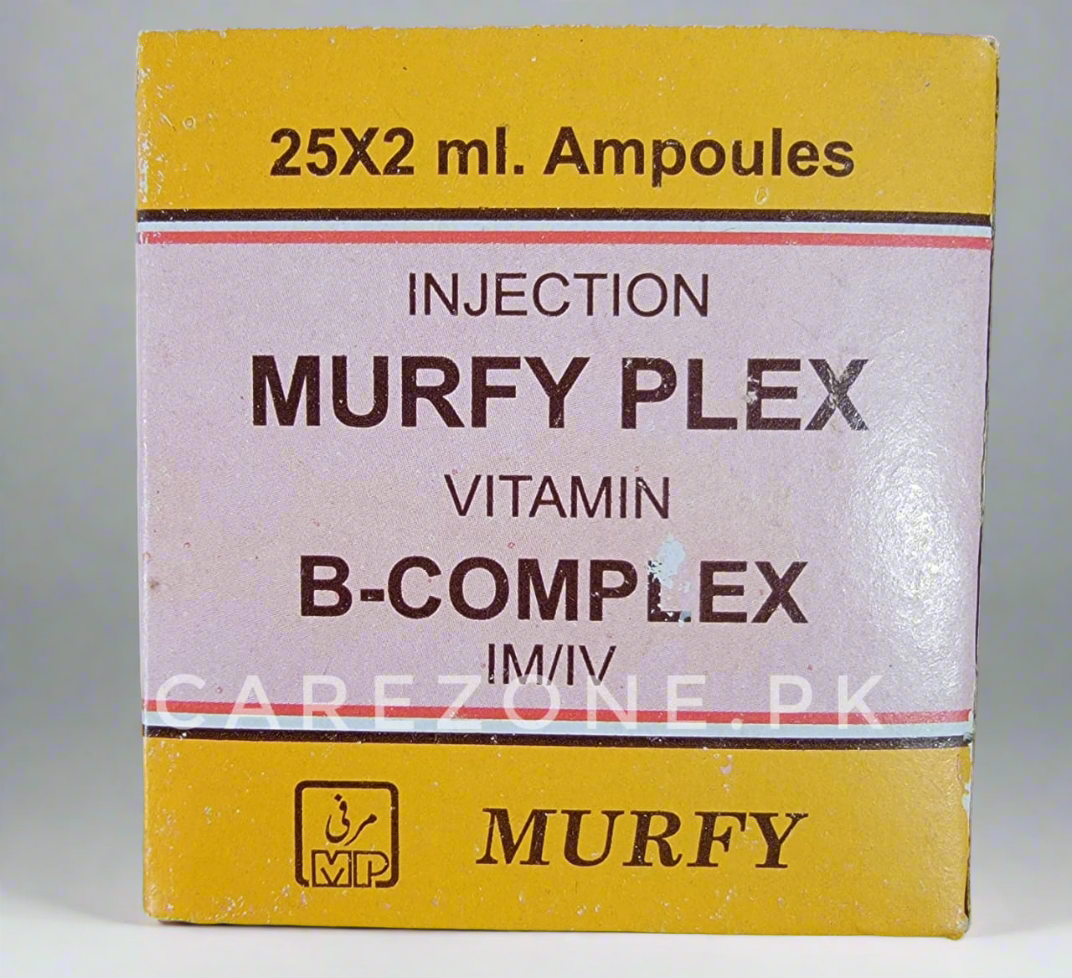 25X2 ml. Ampoules
INJECTION
MURFY PLEX
VITAMIN
B-COMPLEX
IM/IV
CAREZONE.PK
مرفی
MP
MURFY